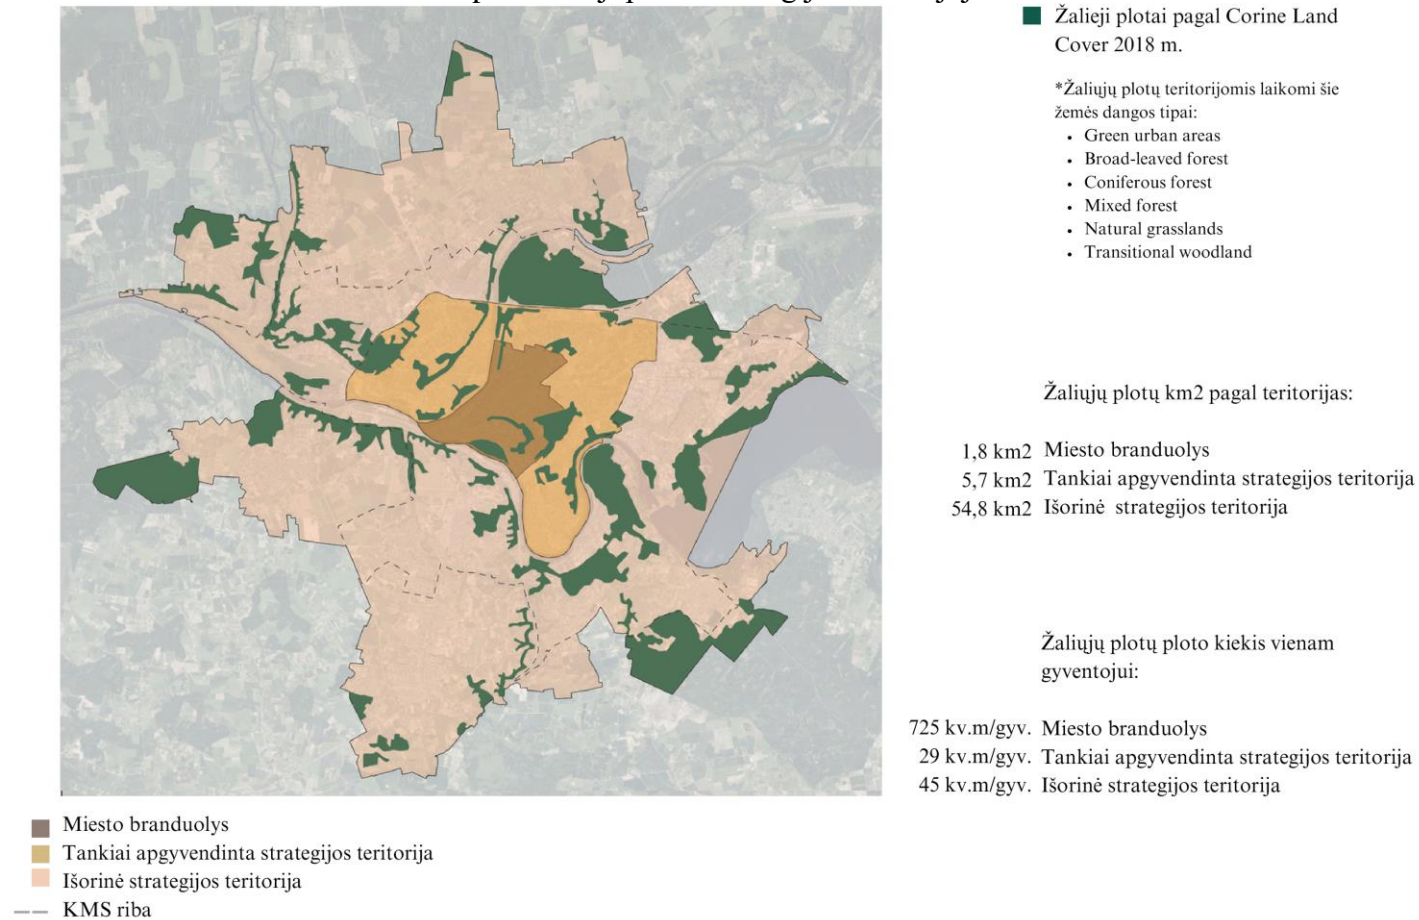 Žalieji plotai pagal Corine Land
Cover 2018 m.
*Žaliųjų plotų teritorijomis laikomi šie
žemės dangos tipai:
• Green urban areas
• Broad-leaved forest
• Coniferous forest
• Mixed forest
• Natural grasslands
• Transitional woodland
Žaliųjų plotų km2 pagal teritorijas:
1,8 km2 Miesto branduolys
5,7 km2 Tankiai apgyvendinta strategijos teritorija
54,8 km2 Išorinė strategijos teritorija
Žaliųjų plotų ploto kiekis vienam
gyventojui:
725 kv.m/gyv. Miesto branduolys
29 kv.m/gyv. Tankiai apgyvendinta strategijos teritorija
45 kv.m/gyv. Išorinė strategijos teritorija
Miesto branduolys
Tankiai apgyvendinta strategijos teritorija
Išorinė strategijos teritorija
KMS riba